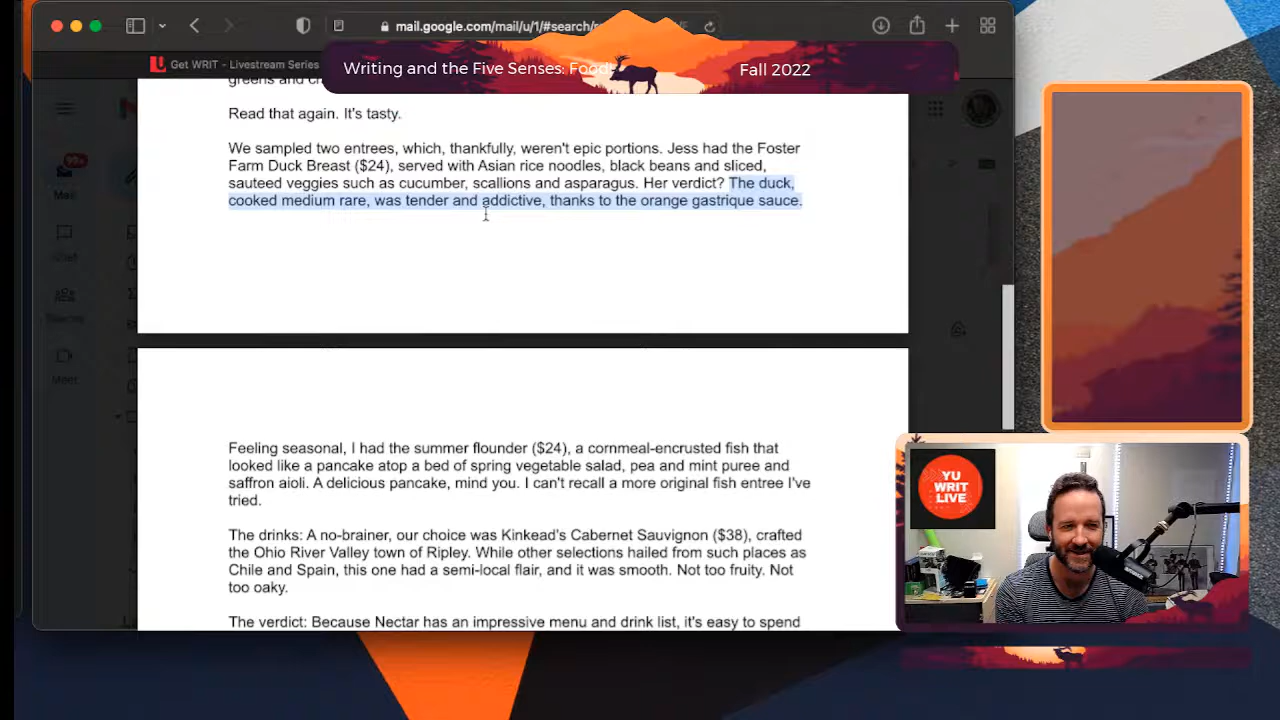 mail.google.com/mail/u/1/#search/r
Get WRIT - Livestream Series
Writing and the Five Senses: Food
Fall 2022
greens and
Read that again. It's tasty.
We sampled two entrees, which, thankfully, weren't epic portions. Jess had the Foster
Farm Duck Breast ($24), served with Asian rice noodles, black beans and sliced,
sauteed veggies such as cucumber, scallions and asparagus. Her verdict? The duck,
cooked medium rare, was tender and addictive, thanks to the orange gastrique sauce.
99+
Mail
Chat
Spaces
Meet
Feeling seasonal, I had the summer flounder ($24), a cornmeal-encrusted fish that
looked like a pancake atop a bed of spring vegetable salad, pea and mint puree and
saffron aioli. A delicious pancake, mind you. I can't recall a more original fish entree I've
tried.
The drinks: A no-brainer, our choice was Kinkead's Cabernet Sauvignon ($38), crafted
the Ohio River Valley town of Ripley. While other selections hailed from such places as
Chile and Spain, this one had a semi-local flair, and it was smooth. Not too fruity. Not
too oaky.
The verdict: Because Nectar has an impressive menu and drink list, it's easy to spend
YU
WRIT
LIVE